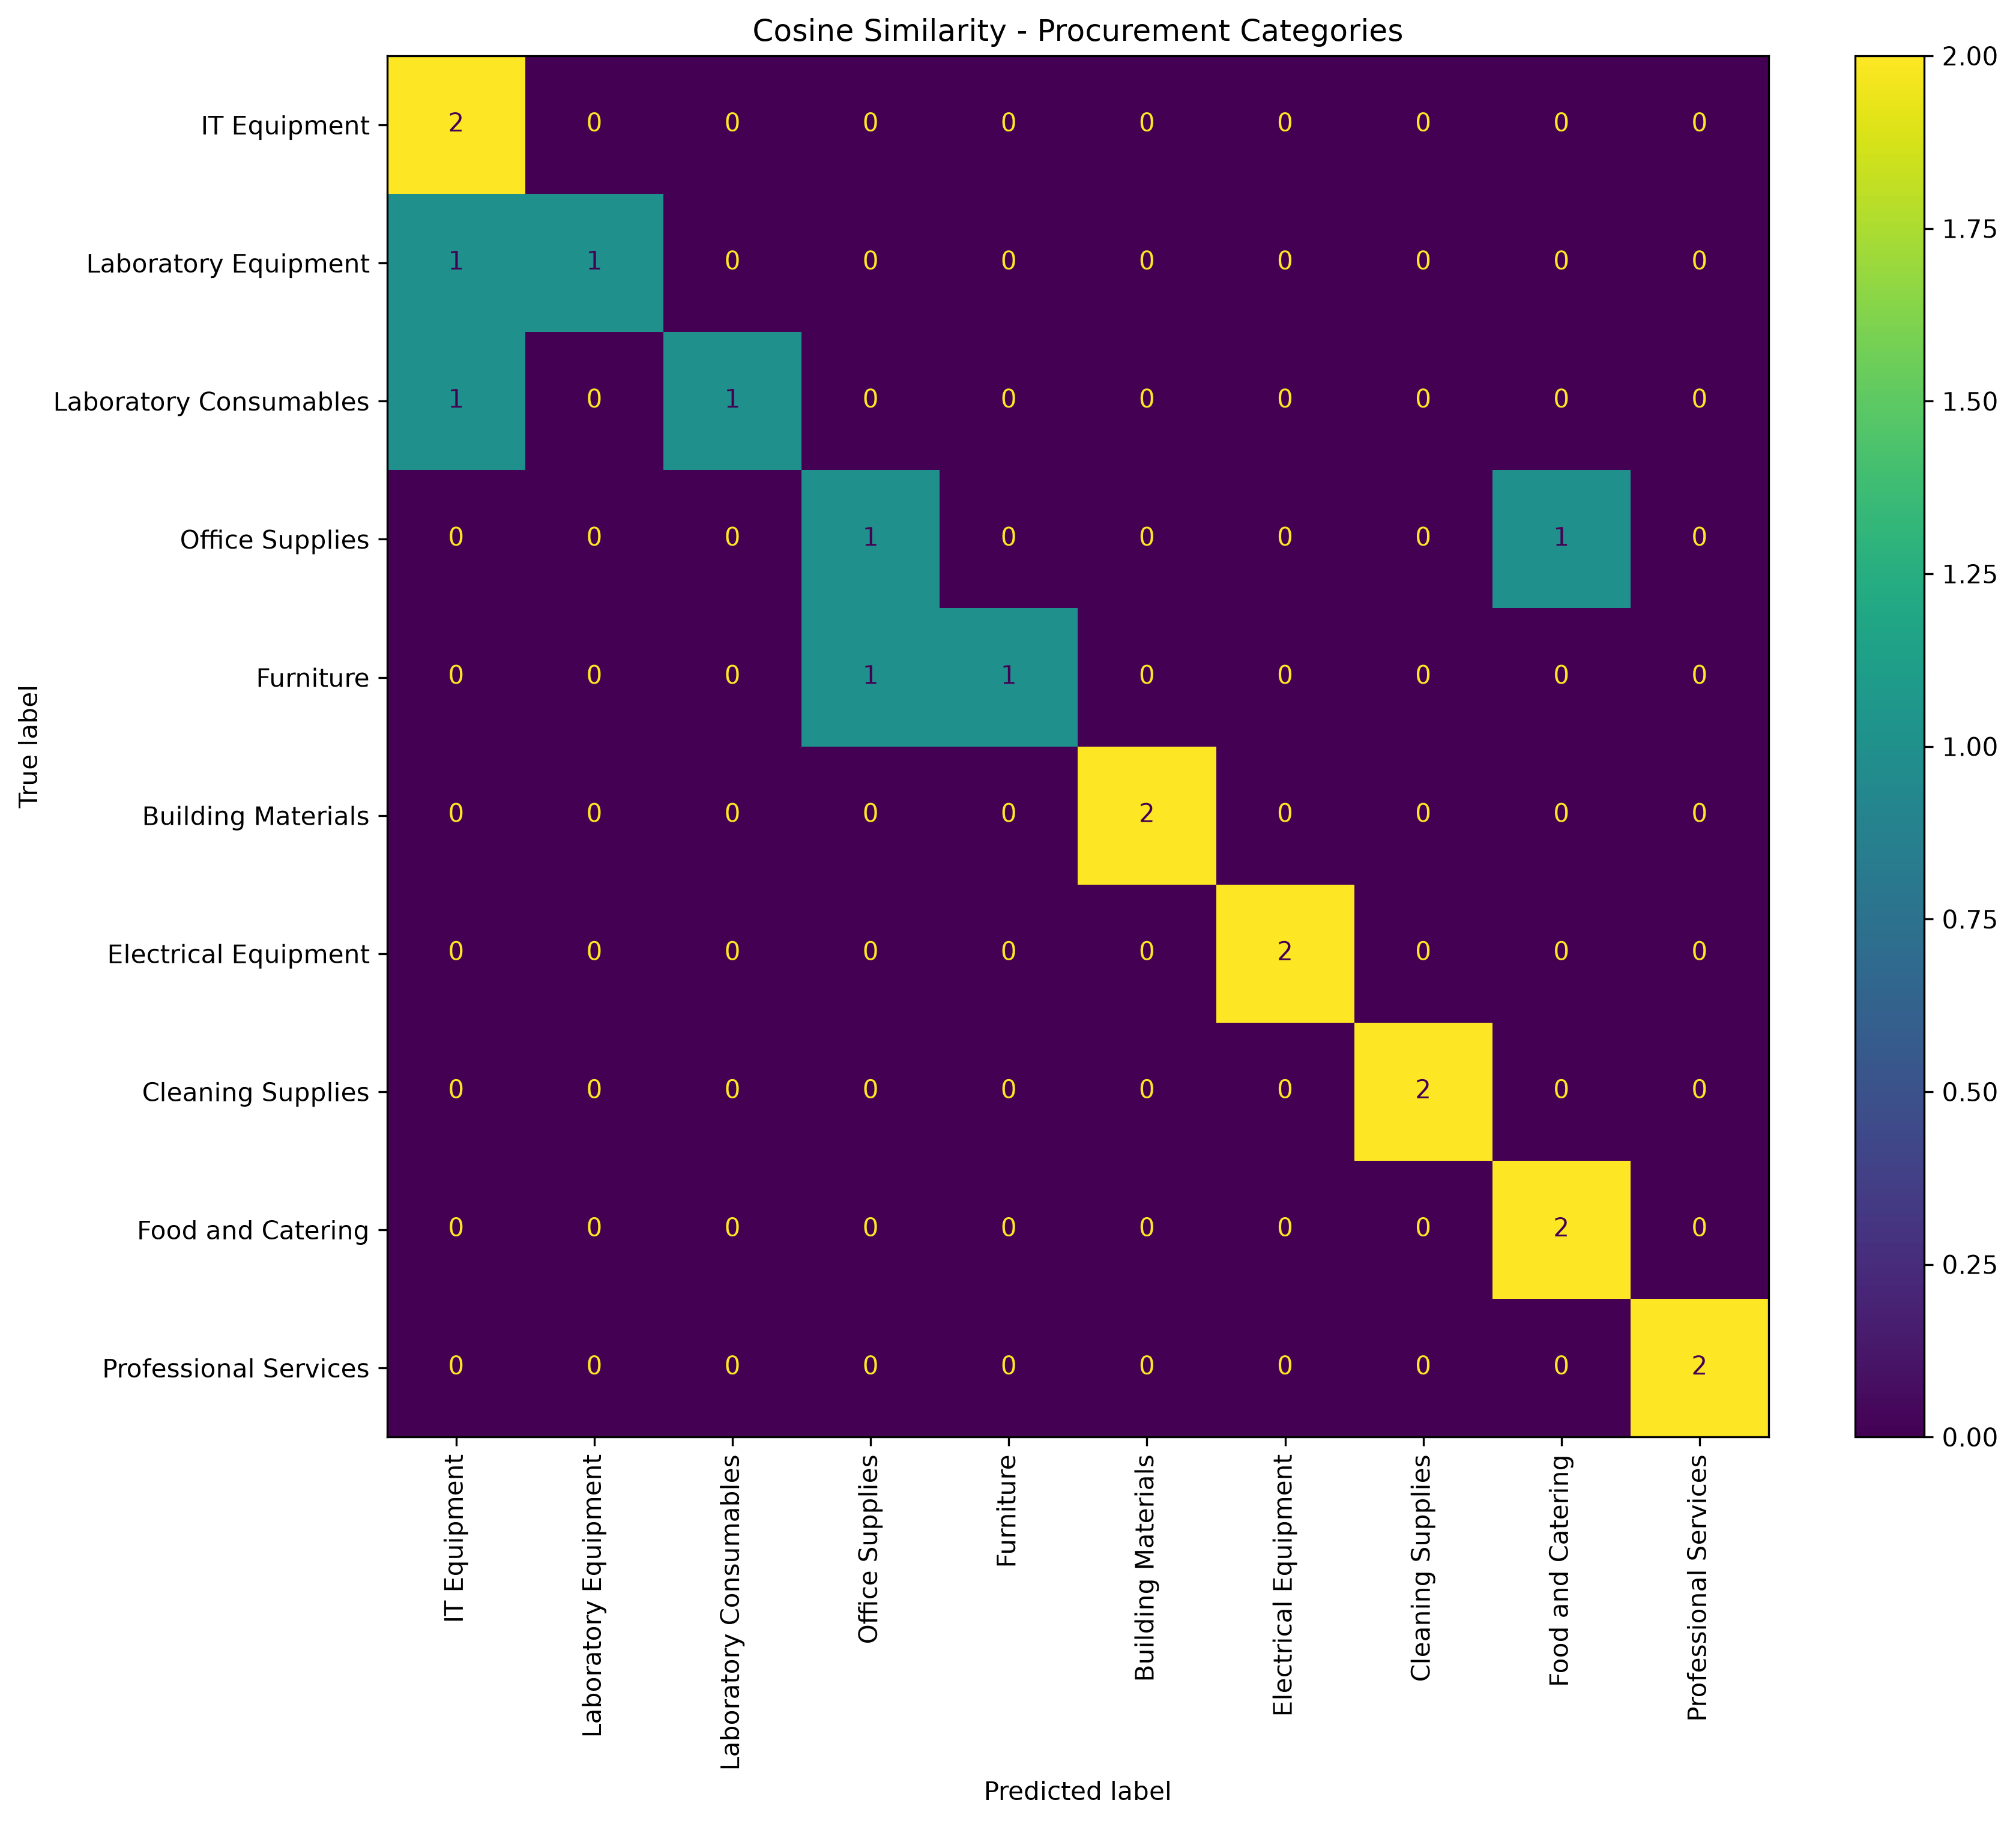 Cosine Similarity - Procurement Categories
True label
IT Equipment 2 0 0 0 0 0 0 0 0 0
Laboratory Equipment 1 1 0 0 0 0 0 0 0 0
Laboratory Consumables 1 0 1 0 0 0 0 0 0 0
Office Supplies 0 0 0 1 0 0 0 0 1 0
Furniture 0 0 0 1 1 0 0 0 0 0
Building Materials 0 0 0 0 0 2 0 0 0 0
Electrical Equipment 0 0 0 0 0 0 2 0 0 0
Cleaning Supplies 0 0 0 0 0 0 0 2 0 0
Food and Catering 0 0 0 0 0 0 0 0 2 0
Professional Services 0 0 0 0 0 0 0 0 0 2
IT Equipment
Laboratory Equipment
Laboratory Consumables
Office Supplies
Furniture
Building Materials
Electrical Equipment
Cleaning Supplies
Food and Catering
Professional Services
Predicted label
2.00
1.75
1.50
1.25
1.00
0.75
0.50
0.25
0.00